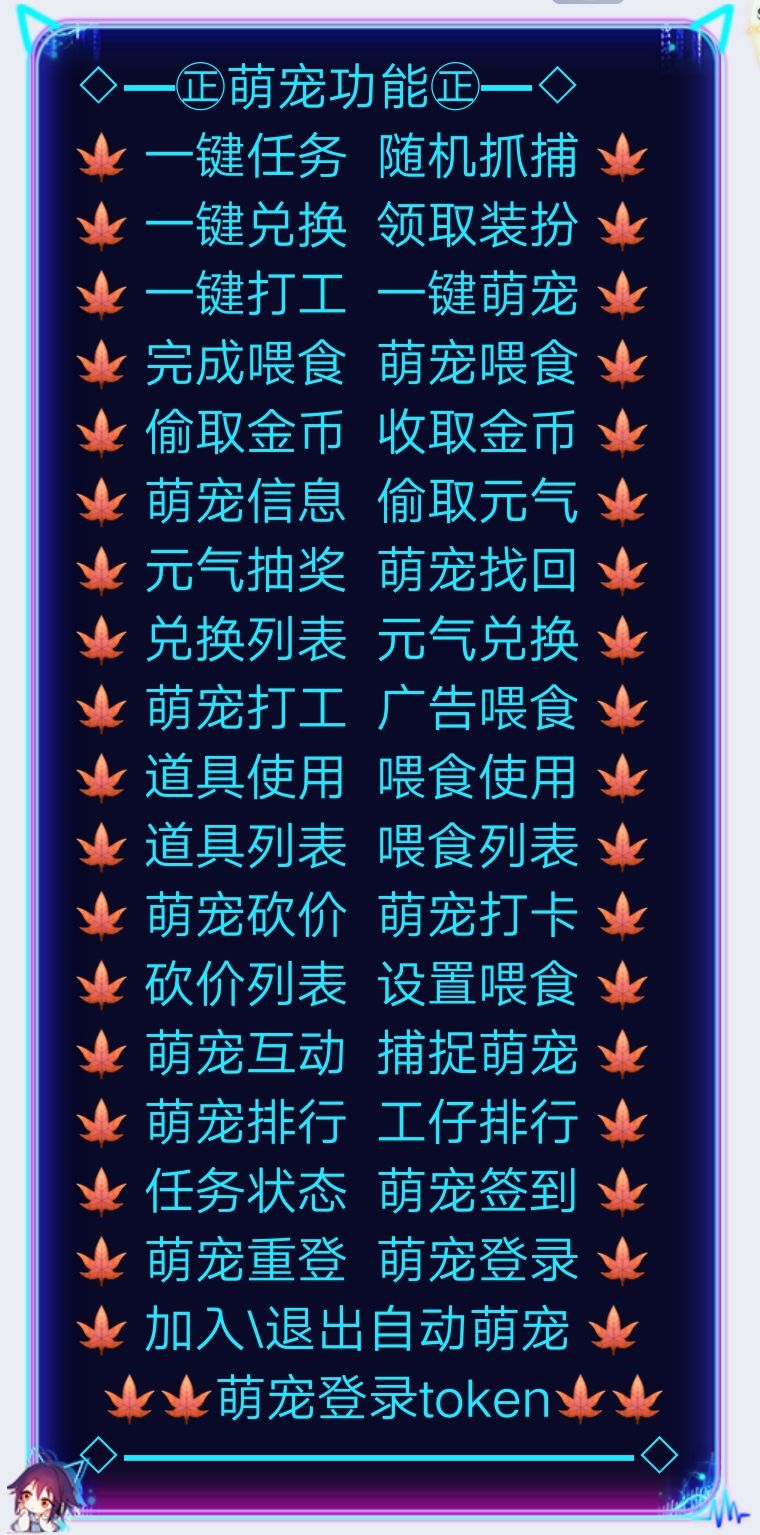 ◇━㊣萌宠功能㊣━◇
🍁 一键任务 随机抓捕 🍁
🍁 一键兑换 领取装扮 🍁
🍁 一键打工 一键萌宠 🍁
🍁 完成喂食 萌宠喂食 🍁
🍁 偷取金币 收取金币 🍁
🍁 萌宠信息 偷取元气 🍁
🍁 元气抽奖 萌宠找回 🍁
🍁 兑换列表 元气兑换 🍁
🍁 萌宠打工 广告喂食 🍁
🍁 道具使用 喂食使用 🍁
🍁 道具列表 喂食列表 🍁
🍁 萌宠砍价 萌宠打卡 🍁
🍁 砍价列表 设置喂食 🍁
🍁 萌宠互动 捕捉萌宠 🍁
🍁 萌宠排行 工仔排行 🍁
🍁 任务状态 萌宠签到 🍁
🍁 萌宠重登 萌宠登录 🍁
🍁 加入\退出自动萌宠 🍁
🍁🍁萌宠登录token🍁🍁
◇━━━━━━━━━━◇